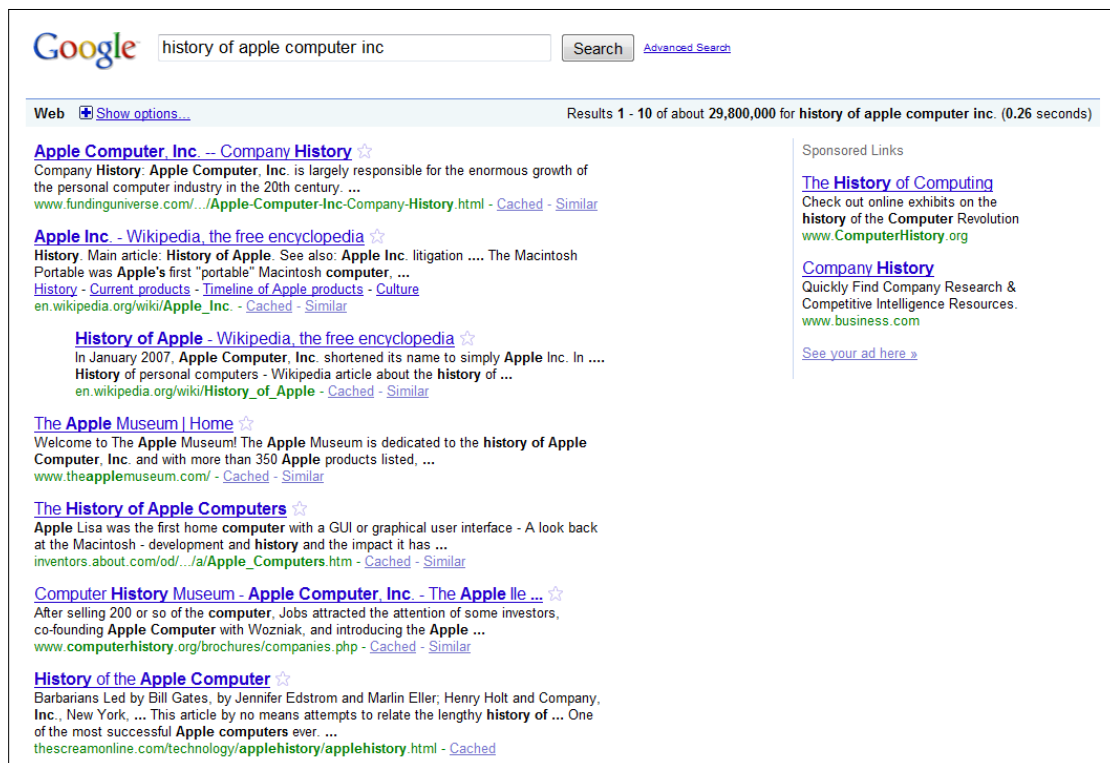 Google history of apple computer inc Search Advanced Search
Web Show options... Results 1 - 10 of about 29,800,000 for history of apple computer inc. (0.26 seconds)
Apple Computer, Inc. -- Company History
Company History: Apple Computer, Inc. is largely responsible for the enormous growth of
the personal computer industry in the 20th century. ...
www.fundinguniverse.com/.../Apple-Computer-Inc-Company-History.html - Cached - Similar
Apple Inc. - Wikipedia, the free encyclopedia
History. Main article: History of Apple. See also: Apple Inc. litigation .... The Macintosh
Portable was Apple's first "portable" Macintosh computer, ...
History - Current products - Timeline of Apple products - Culture
en.wikipedia.org/wiki/Apple_Inc. - Cached - Similar
History of Apple - Wikipedia, the free encyclopedia
In January 2007, Apple Computer, Inc. shortened its name to simply Apple Inc. In ....
History of personal computers - Wikipedia article about the history of ...
en.wikipedia.org/wiki/History_of_Apple - Cached - Similar
The Apple Museum | Home
Welcome to The Apple Museum! The Apple Museum is dedicated to the history of Apple
Computer, Inc. and with more than 350 Apple products listed, ...
www.theapplemuseum.com/ - Cached - Similar
The History of Apple Computers
Apple Lisa was the first home computer with a GUI or graphical user interface - A look back
at the Macintosh - development and history and the impact it has ...
inventors.about.com/od/.../a/Apple_Computers.htm - Cached - Similar
Computer History Museum - Apple Computer, Inc. - The Apple IIe ...
After selling 200 or so of the computer, Jobs attracted the attention of some investors,
co-founding Apple Computer with Wozniak, and introducing the Apple ...
www.computerhistory.org/brochures/companies.php - Cached - Similar
History of the Apple Computer
Barbarians Led by Bill Gates, by Jennifer Edstrom and Marlin Eller; Henry Holt and Company,
Inc., New York, ... This article by no means attempts to relate the lengthy history of ... One
of the most successful Apple computers ever. ...
thescreamonline.com/technology/applehistory/applehistory.html - Cached
Sponsored Links
The History of Computing
Check out online exhibits on the
history of the Computer Revolution
www.ComputerHistory.org
Company History
Quickly Find Company Research &
Competitive Intelligence Resources.
www.business.com
See your ad here »